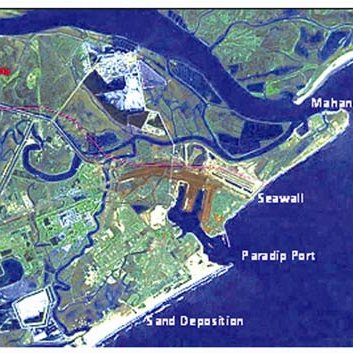 Mahan
Seawall
Paradip Port
Sand Deposition